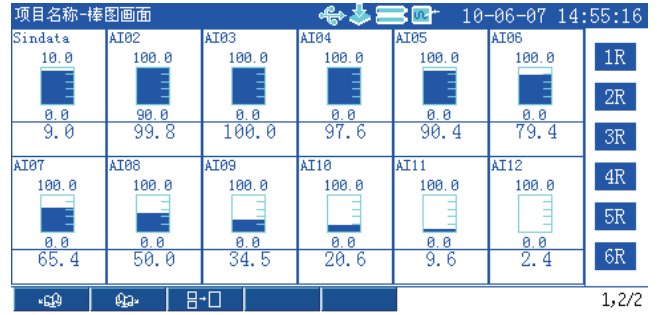 项目名称-棒图画面 10-06-07 14:55:16
Sindata AI02 AI03 AI04 AI05 AI06
10.0 100.0 100.0 100.0 100.0 100.0
0.0 90.0 0.0 0.0 0.0 0.0
9.0 99.8 100.0 97.6 90.4 79.4
AI07 AI08 AI09 AI10 AI11 AI12
100.0 100.0 100.0 100.0 100.0 100.0
0.0 0.0 0.0 0.0 0.0 0.0
65.4 50.0 34.5 20.6 9.6 2.4
1R
2R
3R
4R
5R
6R
1,2/2